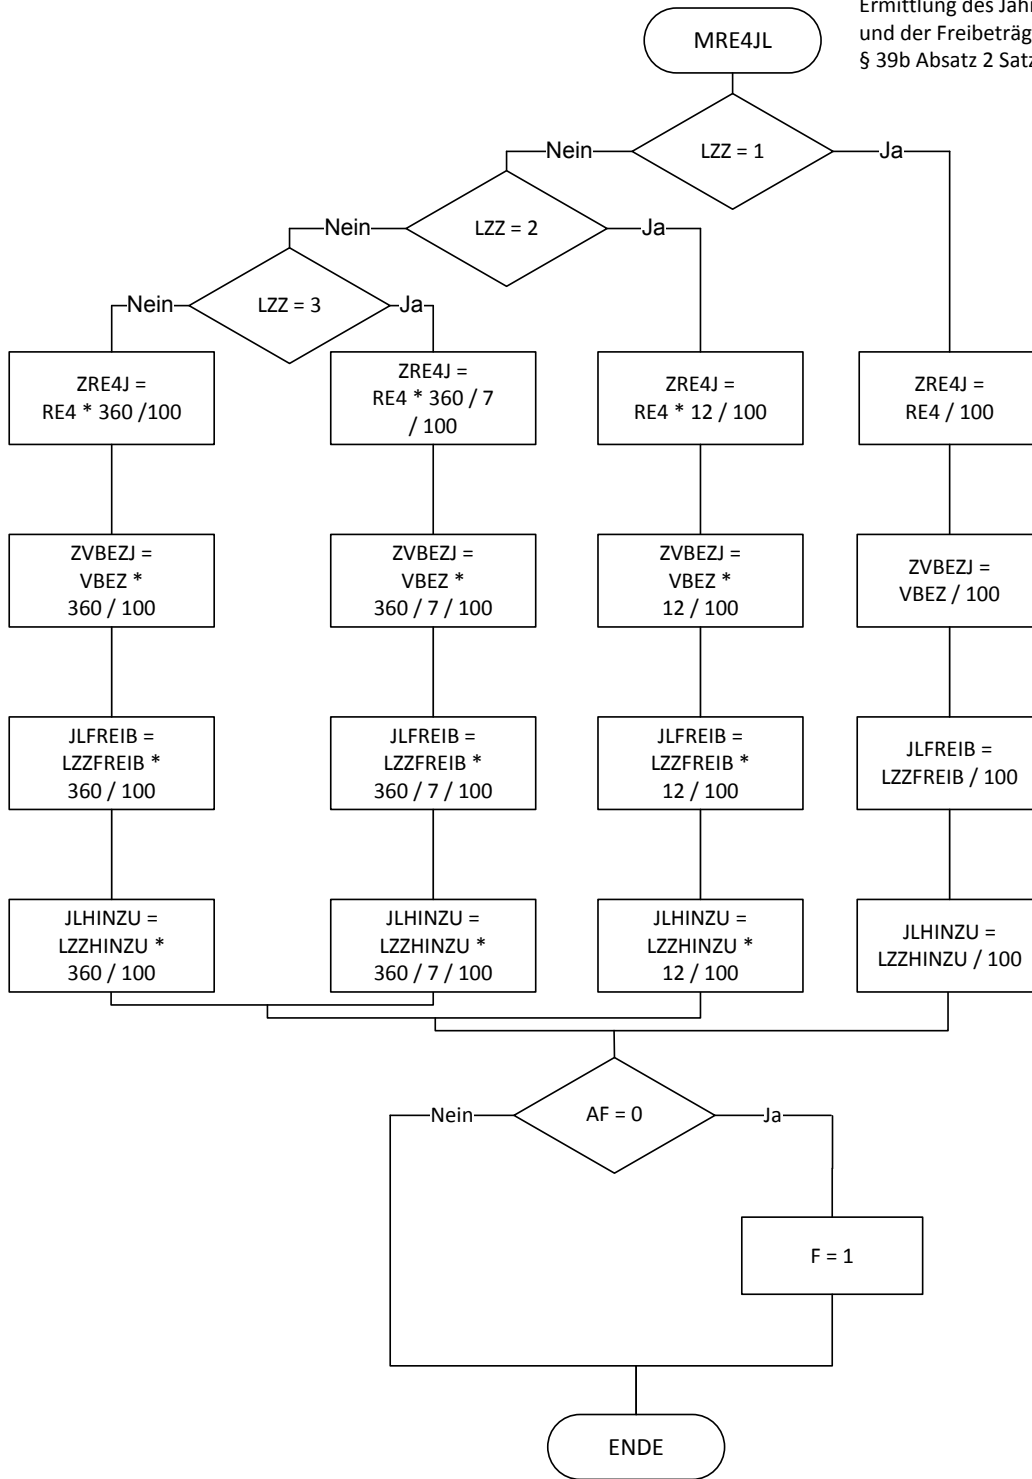 Ermittlung des
und der
§ 39b Absatz 2
MRE4JL
LZZ = 1
Nein
Ja
LZZ = 2
Nein
Ja
LZZ = 3
Nein
Ja
ZRE4J =
RE4 * 360 /100
ZRE4J =
RE4 * 360 / 7
/ 100
ZRE4J =
RE4 * 12 / 100
ZRE4J =
RE4 / 100
ZVBEZJ =
VBEZ *
360 / 100
ZVBEZJ =
VBEZ *
360 / 7 / 100
ZVBEZJ =
VBEZ *
12 / 100
ZVBEZJ =
VBEZ / 100
JLFREIB =
LZZFREIB *
360 / 100
JLFREIB =
LZZFREIB *
360 / 7 / 100
JLFREIB =
LZZFREIB *
12 / 100
JLFREIB =
LZZFREIB / 100
JLHINZU =
LZZHINZU *
360 / 100
JLHINZU =
LZZHINZU *
360 / 7 / 100
JLHINZU =
LZZHINZU *
12 / 100
JLHINZU =
LZZHINZU / 100
AF = 0
Nein
Ja
F = 1
ENDE